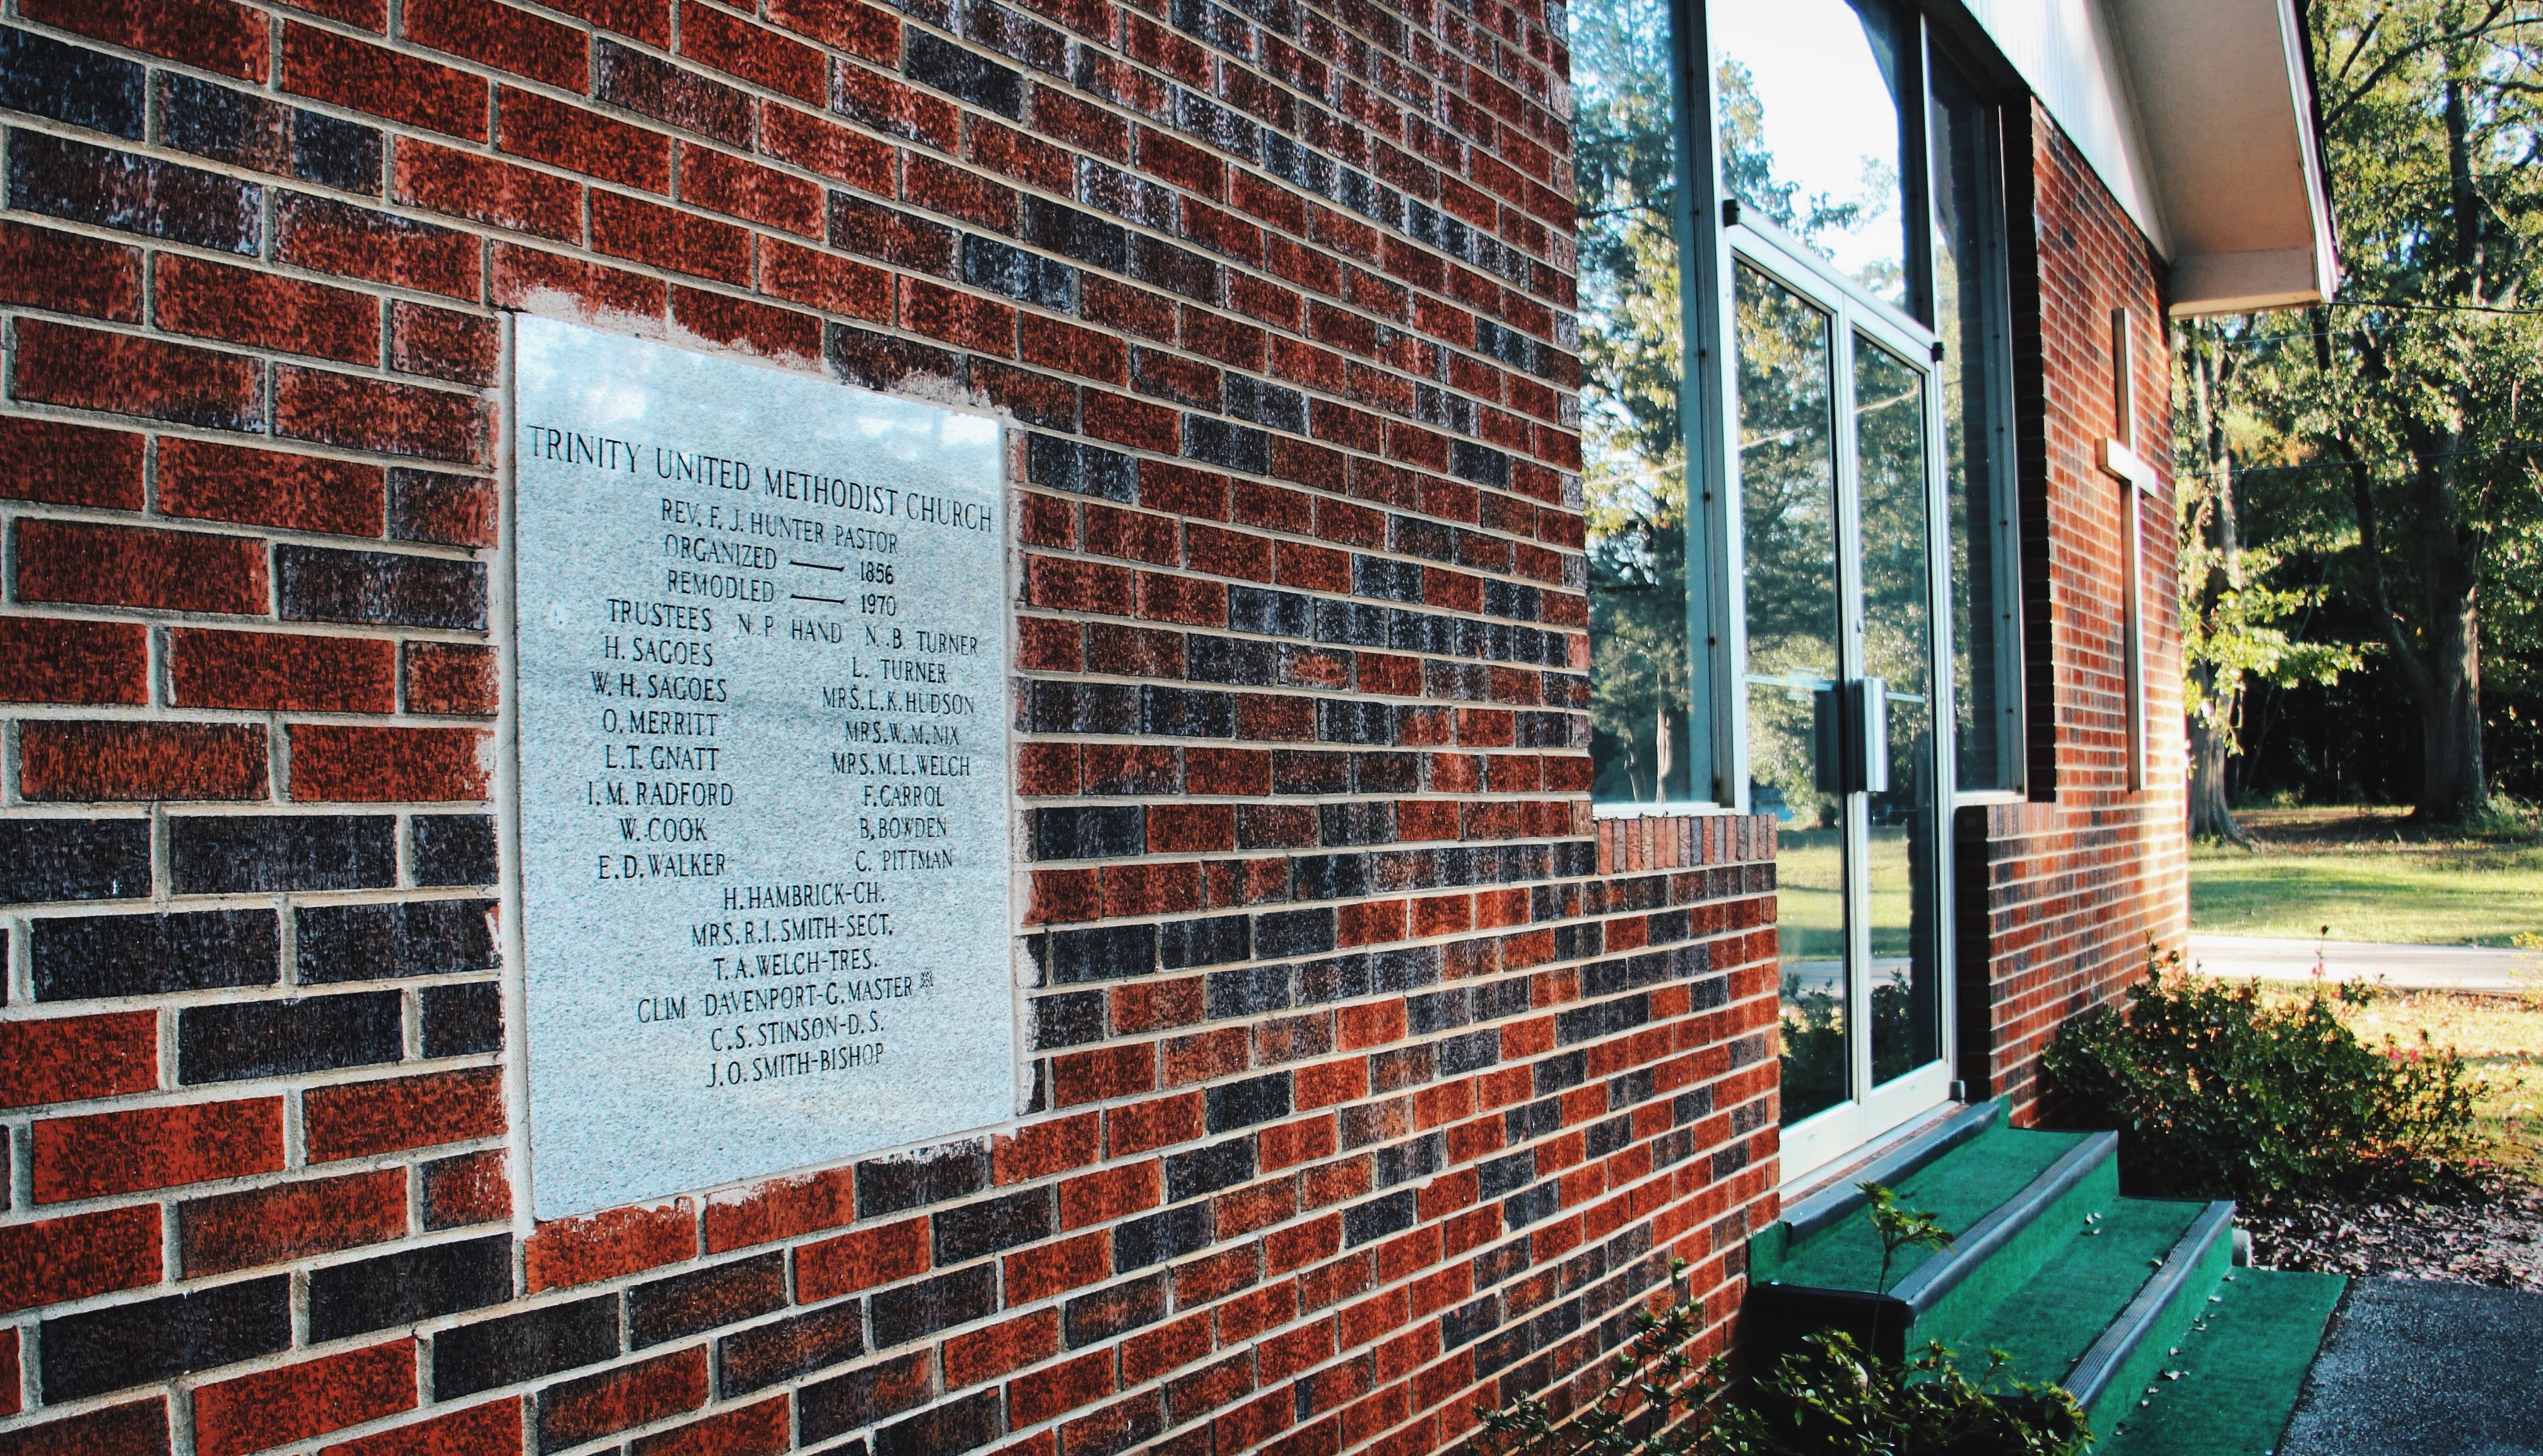 TRINITY UNITED METHODIST CHURCH
REV. F. J. HUNTER PASTOR
ORGANIZED — 1856
REMODLED — 1970
TRUSTEES N. P. HAND N. B. TURNER
H. SAGOES L. TURNER
W. H. SAGOES MRS. L. K. HUDSON
O. MERRITT MRS. W. M. NIX
L. T. GNATT MRS. M. L. WELCH
I. M. RADFORD F. CARROL
W. COOK B. BOWDEN
E. D. WALKER C. PITTMAN
H. HAMBRICK-CH.
MRS. R. I. SMITH-SECT.
T. A. WELCH-TRES.
CLIM DAVENPORT-G. MASTER
C. S. STINSON-D. S.
J. O. SMITH-BISHOP